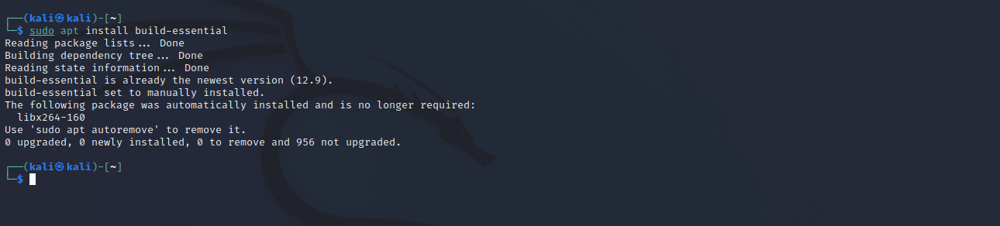 ┌──(kali㉿kali)-[~]
└─$ sudo apt install build-essential
Reading package lists... Done
Building dependency tree... Done
Reading state information... Done
build-essential is already the newest version (12.9).
build-essential set to manually installed.
The following package was automatically installed and is no longer required:
  libx264-160
Use 'sudo apt autoremove' to remove it.
0 upgraded, 0 newly installed, 0 to remove and 956 not upgraded.
┌──(kali㉿kali)-[~]
└─$